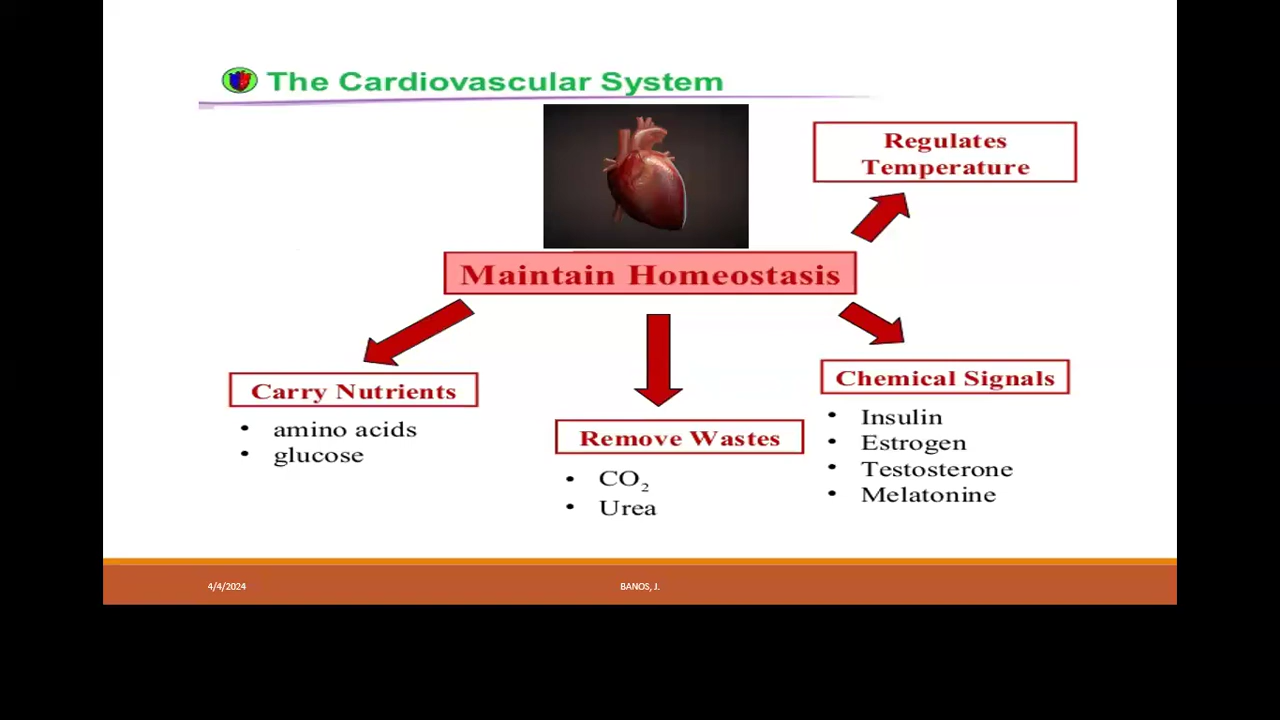 The Cardiovascular System
Regulates
Temperature
Maintain Homeostasis
Carry Nutrients
• amino acids
• glucose
Remove Wastes
• CO₂
• Urea
Chemical Signals
• Insulin
• Estrogen
• Testosterone
• Melatonine
4/4/2024
BANOS, J.